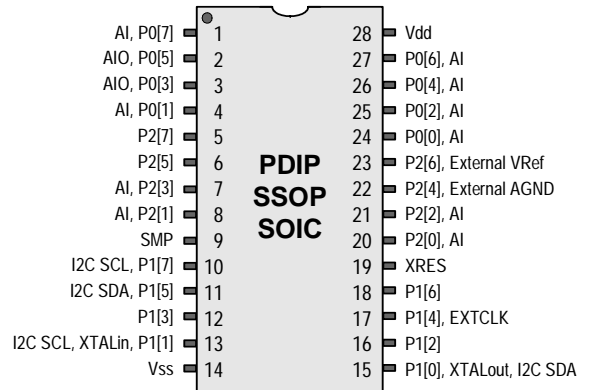 AI, P0[7] 1 28 Vdd
AIO, P0[5] 2 27 P0[6], AI
AIO, P0[3] 3 26 P0[4], AI
AI, P0[1] 4 25 P0[2], AI
P2[7] 5 24 P0[0], AI
P2[5] 6 PDIP 23 P2[6], External VRef
AI, P2[3] 7 SSOP 22 P2[4], External AGND
AI, P2[1] 8 SOIC 21 P2[2], AI
SMP 9 20 P2[0], AI
I2C SCL, P1[7] 10 19 XRES
I2C SDA, P1[5] 11 18 P1[6]
P1[3] 12 17 P1[4], EXTCLK
I2C SCL, XTALin, P1[1] 13 16 P1[2]
Vss 14 15 P1[0], XTALout, I2C SDA